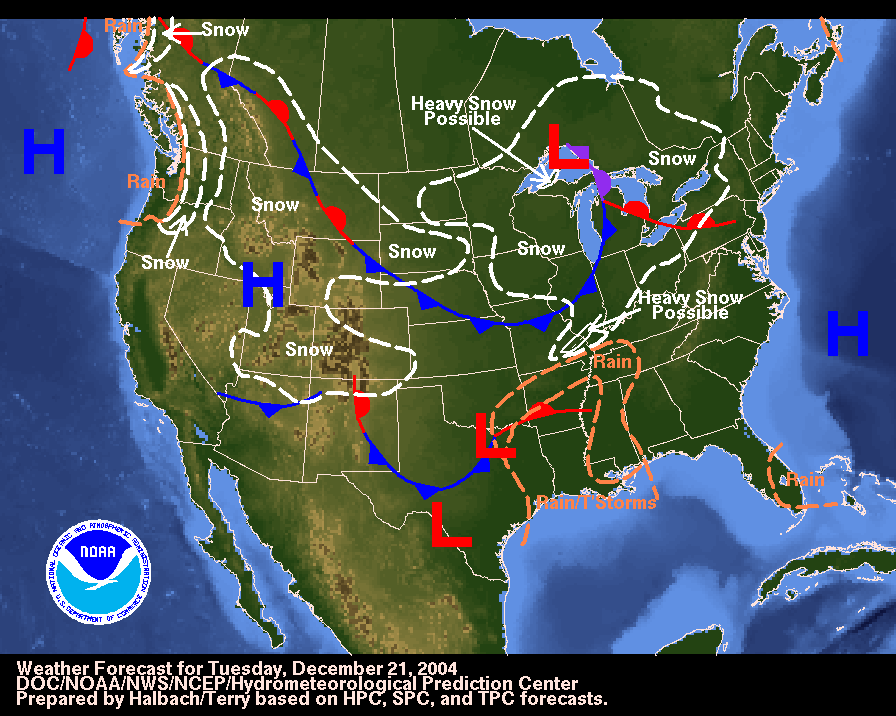 Rain
Snow
Heavy Snow
Possible
Snow
Rain
Snow
Snow
Snow
Snow
H
L
H
H
Heavy Snow
Possible
Snow
Rain
L
Rain
Rain/T'Storms
L
NATIONAL OCEANIC AND ATMOSPHERIC ADMINISTRATION
NOAA
U.S. DEPARTMENT OF COMMERCE
Weather Forecast for Tuesday, December 21, 2004
DOC/NOAA/NWS/NCEP/Hydrometeorological Prediction Center
Prepared by Halbach/Terry based on HPC, SPC, and TPC forecasts.